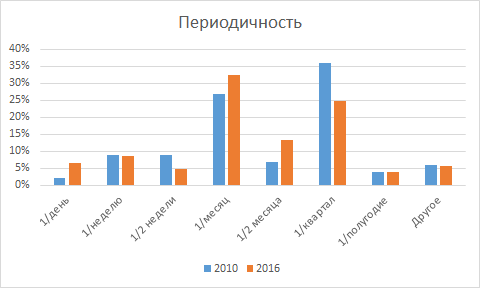 Периодичность
40%
35%
30%
25%
20%
15%
10%
5%
0%
1/день
1/неделю
1/2 недели
1/месяц
1/2 месяца
1/квартал
1/полугодие
Другое
2010 2016